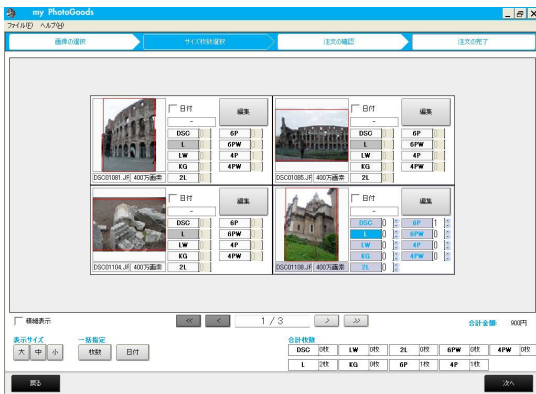 my PhotoGoods
ファイル(F) ヘルプ(H)
画像の選択 サイズ枚数選択 注文の確認 注文の完了
日付 編集
-
DSC 6P
L 6PW
LW 4P
KG 4PW
DSC01081.JP 400万画素 2L
日付 編集
-
DSC 6P
L 6PW
LW 4P
KG 4PW
DSC01085.JP 400万画素 2L
日付 編集
-
DSC 6P
L 6PW
LW 4P
KG 4PW
DSC01104.JP 400万画素 2L
日付 編集
-
DSC 0 6P 1
L 0 6PW 0
LW 0 4P 0
KG 0 4PW 0
DSC01108.JP 400万画素 2L 0
詳細表示 << < 1 / 3 > >> 合計金額: 900円
表示サイズ 一括指定 合計枚数
大 中 小 枚数 日付
DSC 0枚 LW 0枚 2L 0枚 6PW 0枚 4PW 0枚
L 2枚 KG 0枚 6P 1枚 4P 1枚
戻る 次へ